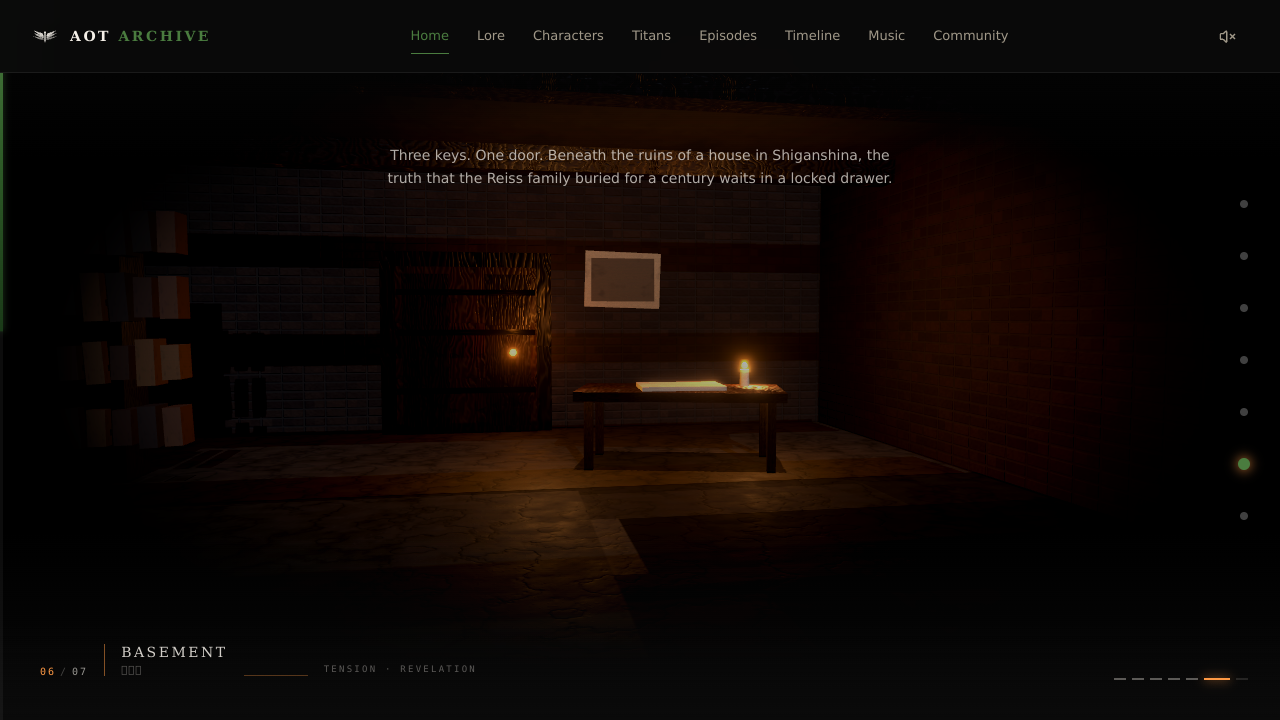 AOT ARCHIVE
Home Lore Characters Titans Episodes Timeline Music Community
Three keys. One door. Beneath the ruins of a house in Shiganshina, the
truth that the Reiss family buried for a century waits in a locked drawer.
06 / 07
BASEMENT
TENSION · REVELATION